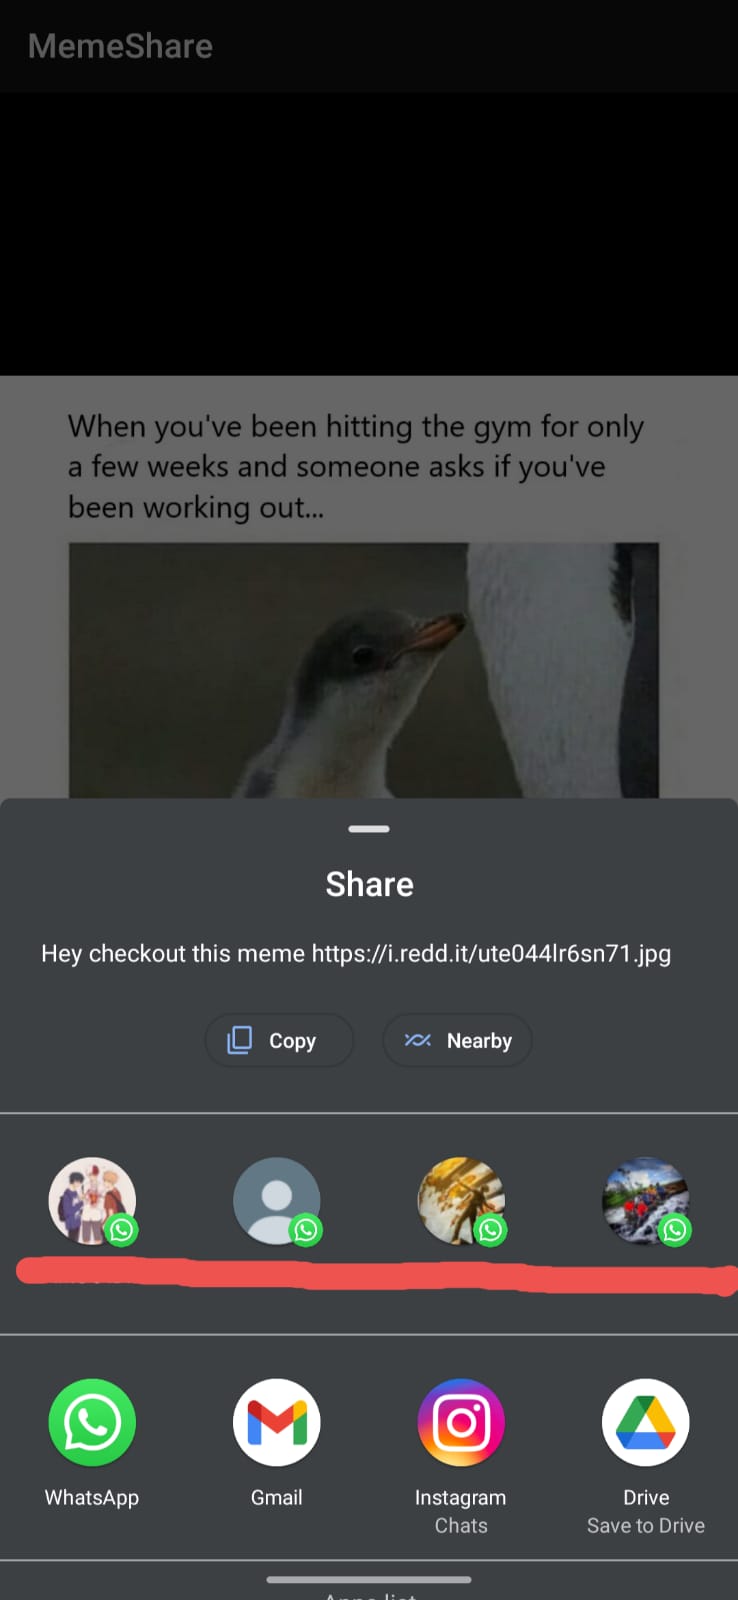 MemeShare
When you've been hitting the gym for only
a few weeks and someone asks if you've
been working out...
Share
Hey checkout this meme https://i.redd.it/ute044lr6sn71.jpg
Copy
Nearby
WhatsApp
Gmail
Instagram
Drive
Chats
Save to Drive